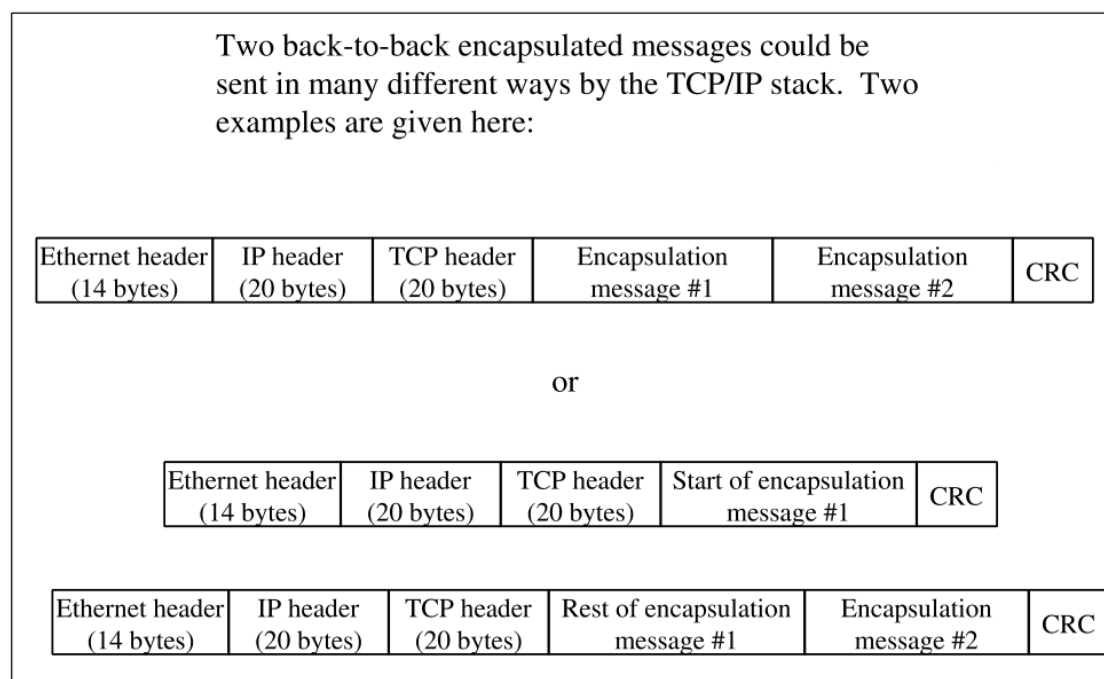 Two back-to-back encapsulated messages could be
sent in many different ways by the TCP/IP stack.  Two
examples are given here:
Ethernet header
(14 bytes)
IP header
(20 bytes)
TCP header
(20 bytes)
Encapsulation
message #1
Encapsulation
message #2
CRC
or
Ethernet header
(14 bytes)
IP header
(20 bytes)
TCP header
(20 bytes)
Start of encapsulation
message #1
CRC
Ethernet header
(14 bytes)
IP header
(20 bytes)
TCP header
(20 bytes)
Rest of encapsulation
message #1
Encapsulation
message #2
CRC